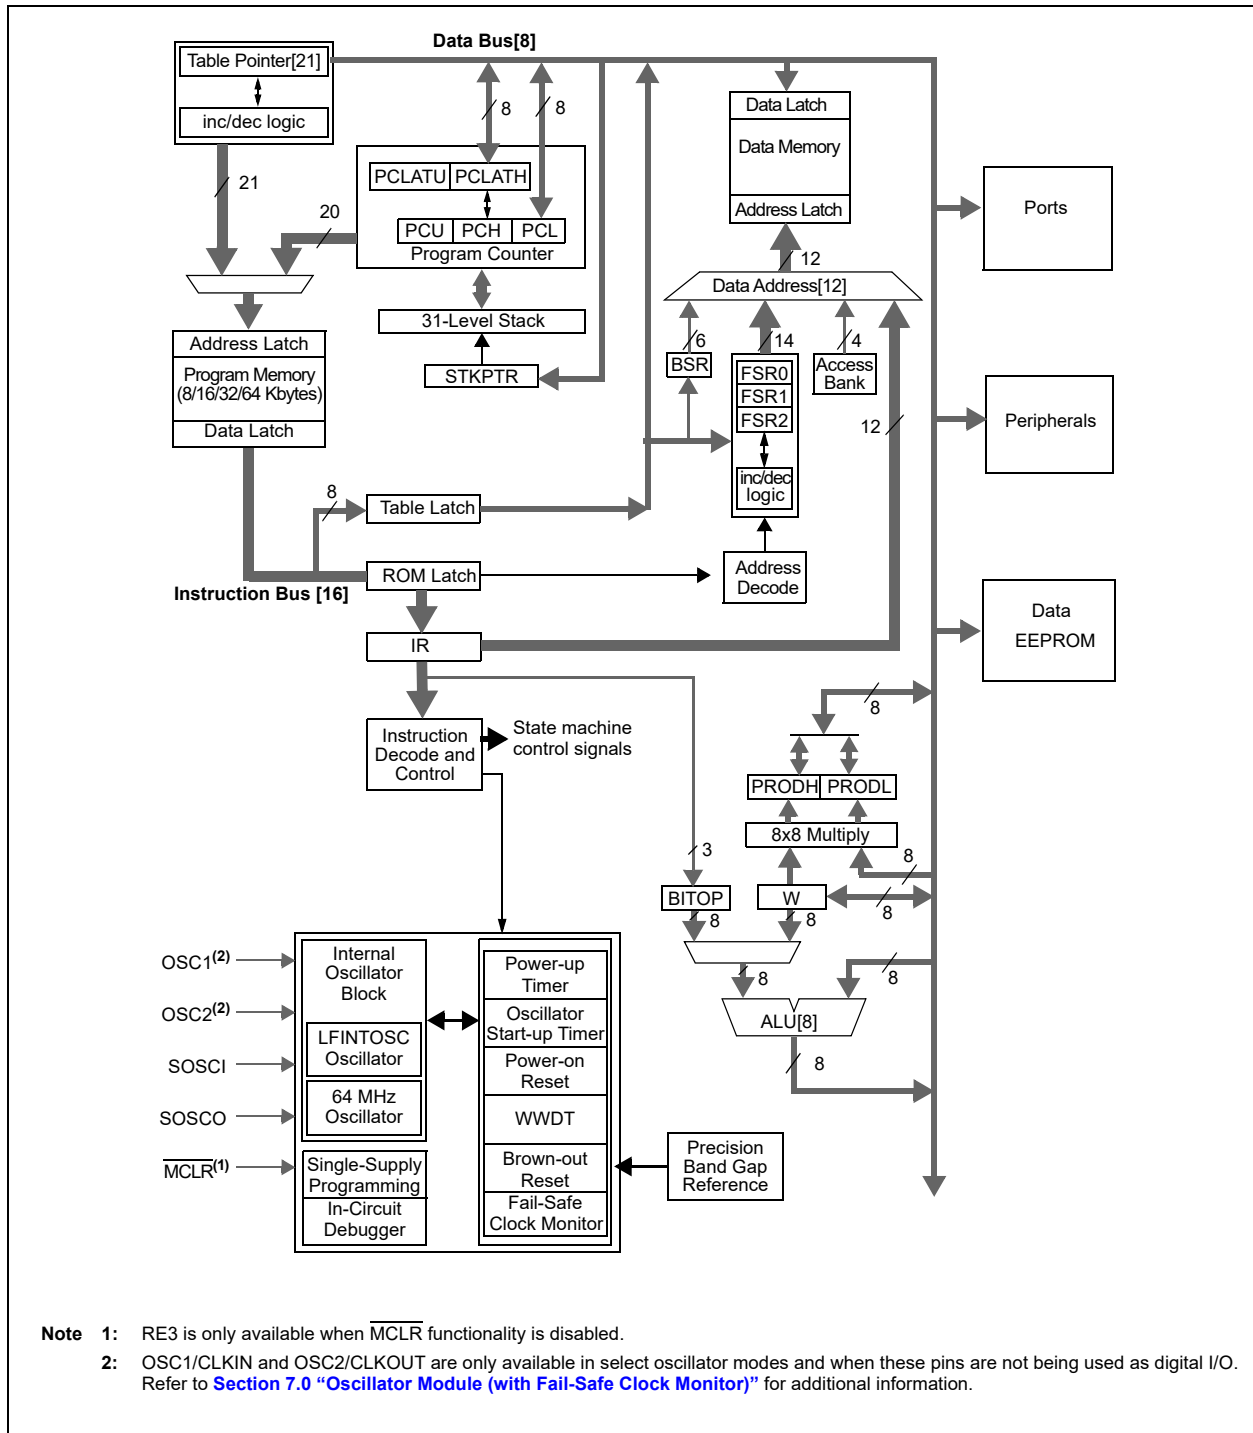 Data Bus[8]
Table Pointer[21]
inc/dec logic
21
20
8
8
PCLATU PCLATH
PCU PCH PCL
Program Counter
31-Level Stack
STKPTR
Address Latch
Program Memory
(8/16/32/64 Kbytes)
Data Latch
8
Table Latch
ROM Latch
Instruction Bus [16]
IR
Instruction
Decode and
Control
State machine
control signals
Data Latch
Data Memory
Address Latch
12
Data Address[12]
6
14
4
BSR
FSR0
FSR1
FSR2
inc/dec
logic
Access
Bank
12
Address
Decode
Ports
Peripherals
Data
EEPROM
8
PRODH PRODL
8x8 Multiply
3
8
BITOP
W
8
8
8
8
8
ALU[8]
8
OSC1(2)
OSC2(2)
SOSCI
SOSCO
MCLR(1)
Internal
Oscillator
Block
LFINTOSC
Oscillator
64 MHz
Oscillator
Single-Supply
Programming
In-Circuit
Debugger
Power-up
Timer
Oscillator
Start-up Timer
Power-on
Reset
WWDT
Brown-out
Reset
Fail-Safe
Clock Monitor
Precision
Band Gap
Reference
Note 1: RE3 is only available when MCLR functionality is disabled.
2: OSC1/CLKIN and OSC2/CLKOUT are only available in select oscillator modes and when these pins are not being used as digital I/O.
Refer to Section 7.0 “Oscillator Module (with Fail-Safe Clock Monitor)” for additional information.